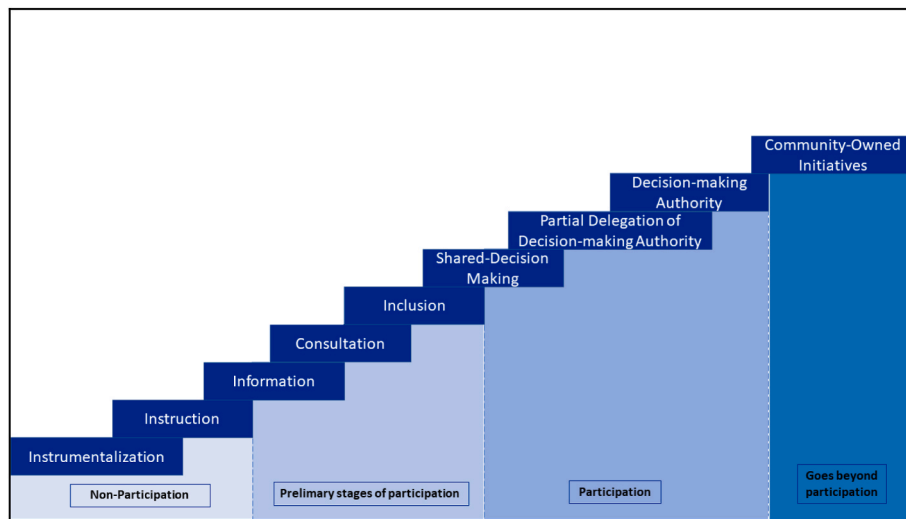 Community-Owned
Initiatives
Decision-making
Authority
Partial Delegation of
Decision-making Authority
Shared-Decision
Making
Inclusion
Consultation
Information
Instruction
Instrumentalization
Non-Participation
Prelimary stages of participation
Participation
Goes beyond
participation